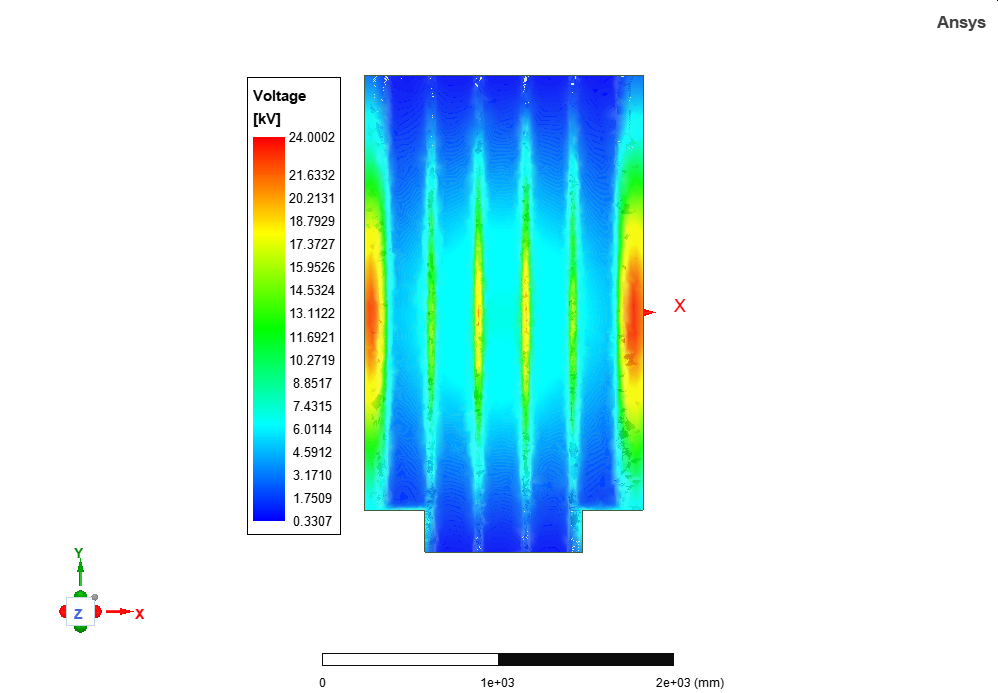 Ansys
Voltage
[kV]
24.0002
21.6332
20.2131
18.7929
17.3727
15.9526
14.5324
13.1122
11.6921
10.2719
8.8517
7.4315
6.0114
4.5912
3.1710
1.7509
0.3307
X
Y
Z
X
0 1e+03 2e+03 (mm)